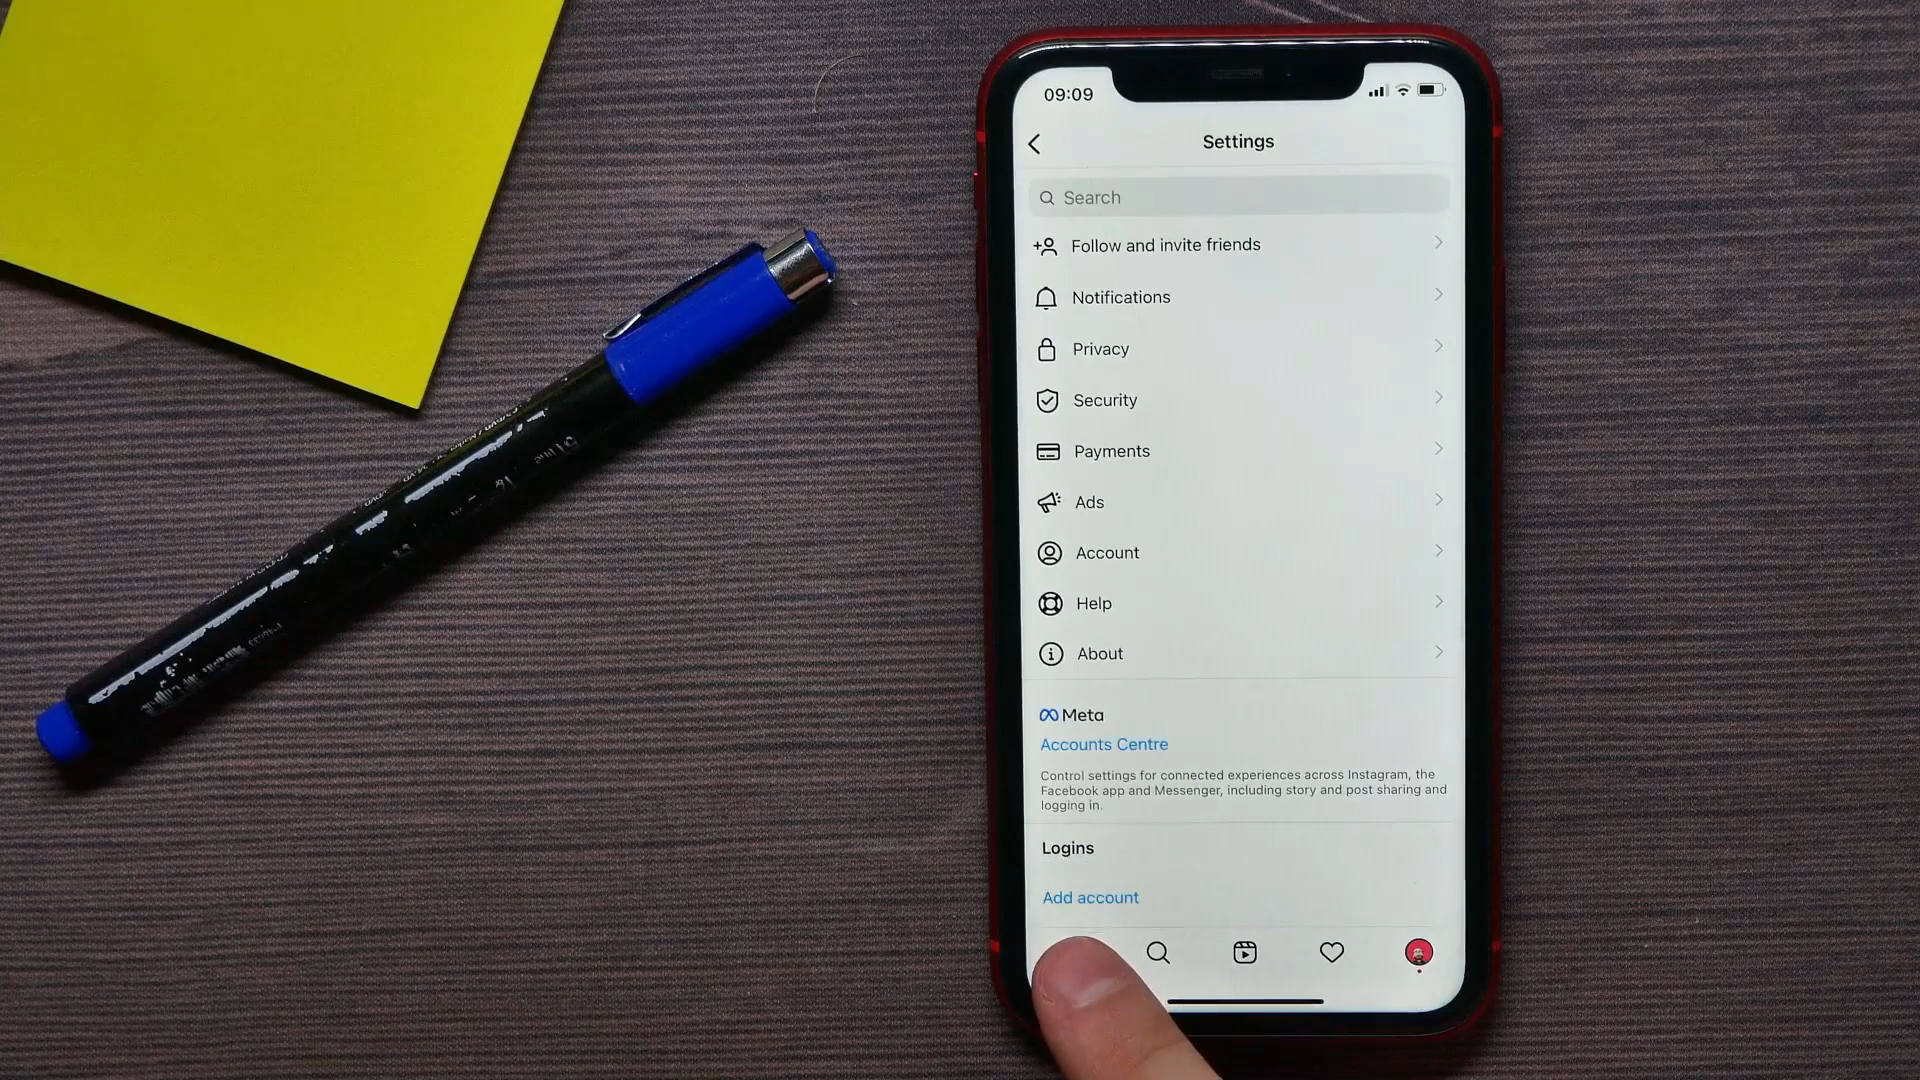 09:09
Settings
Search
Follow and invite friends
Notifications
Privacy
Security
Payments
Ads
Account
Help
About
Meta
Accounts Centre
Control settings for connected experiences across Instagram, the
Facebook app and Messenger, including story and post sharing and
logging in.
Logins
Add account